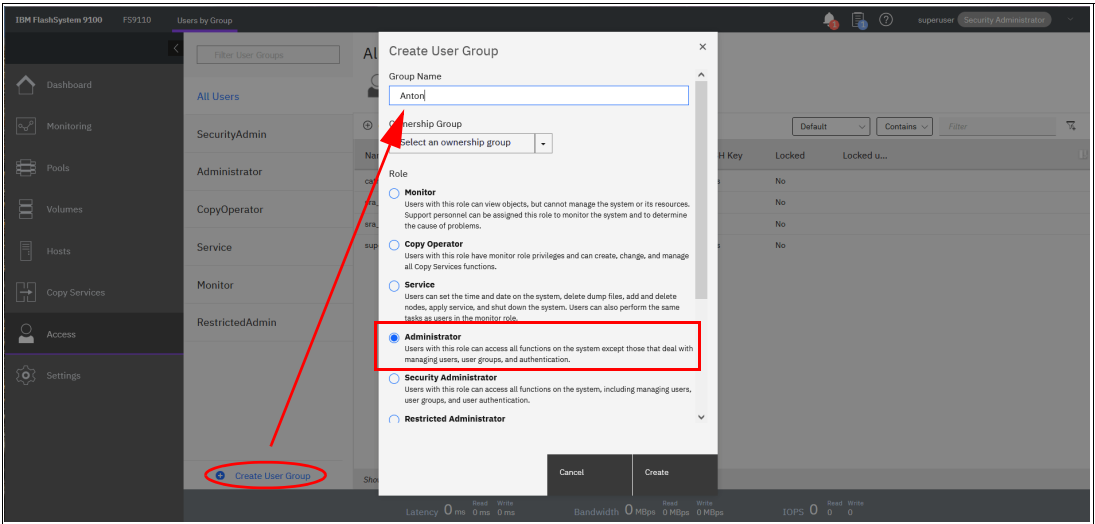 IBM FlashSystem 9100 FS9110 Users by Group
superuser Security Administrator
Filter User Groups
All Users
SecurityAdmin
Administrator
CopyOperator
Service
Monitor
RestrictedAdmin
Create User Group
Dashboard
Monitoring
Pools
Volumes
Hosts
Copy Services
Access
Settings
Al
Default Contains Filter
Nam H Key Locked Locked u...
No
sra_ No
sra_ No
sup No
Create User Group
Group Name
Anton
Ownership Group
Select an ownership group
Role
Monitor
Users with this role can view objects, but cannot manage the system or its resources.
Support personnel can be assigned this role to monitor the system and to determine
the cause of problems.
Copy Operator
Users with this role have monitor role privileges and can create, change, and manage
all Copy Services functions.
Service
Users can set the time and date on the system, delete dump files, add and delete
nodes, apply service, and shut down the system. Users can also perform the same
tasks as users in the monitor role.
Administrator
Users with this role can access all functions on the system except those that deal with
managing users, user groups, and authentication.
Security Administrator
Users with this role can access all functions on the system, including managing users,
user groups, and user authentication.
Restricted Administrator
Cancel Create
Sho
Latency 0 ms Read 0 ms Write 0 ms
Bandwidth 0 MBps Read 0 MBps Write 0 MBps
IOPS 0 Read 0 Write 0